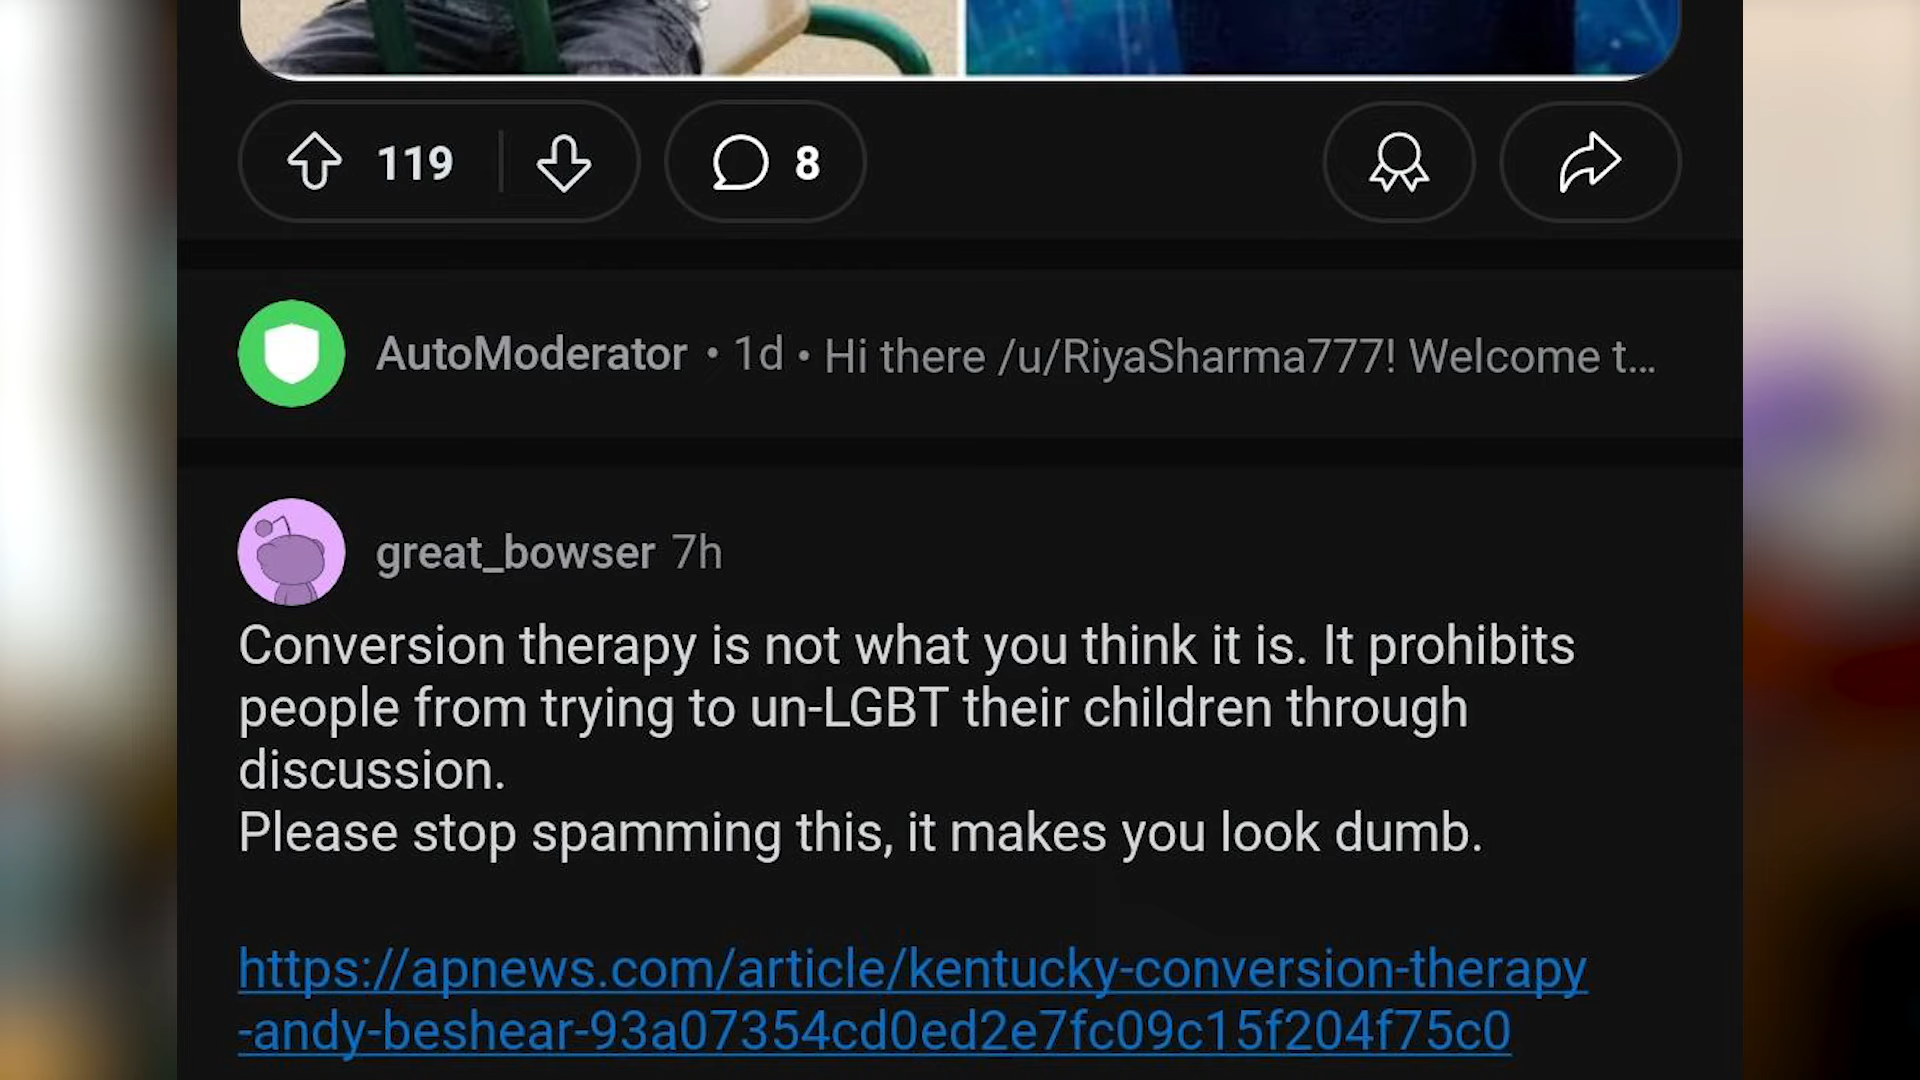 119
8
AutoModerator • 1d • Hi there /u/RiyaSharma777! Welcome t...
great_bowser 7h
Conversion therapy is not what you think it is. It prohibits
people from trying to un-LGBT their children through
discussion.
Please stop spamming this, it makes you look dumb.
https://apnews.com/article/kentucky-conversion-therapy
-andy-beshear-93a07354cd0ed2e7fc09c15f204f75c0